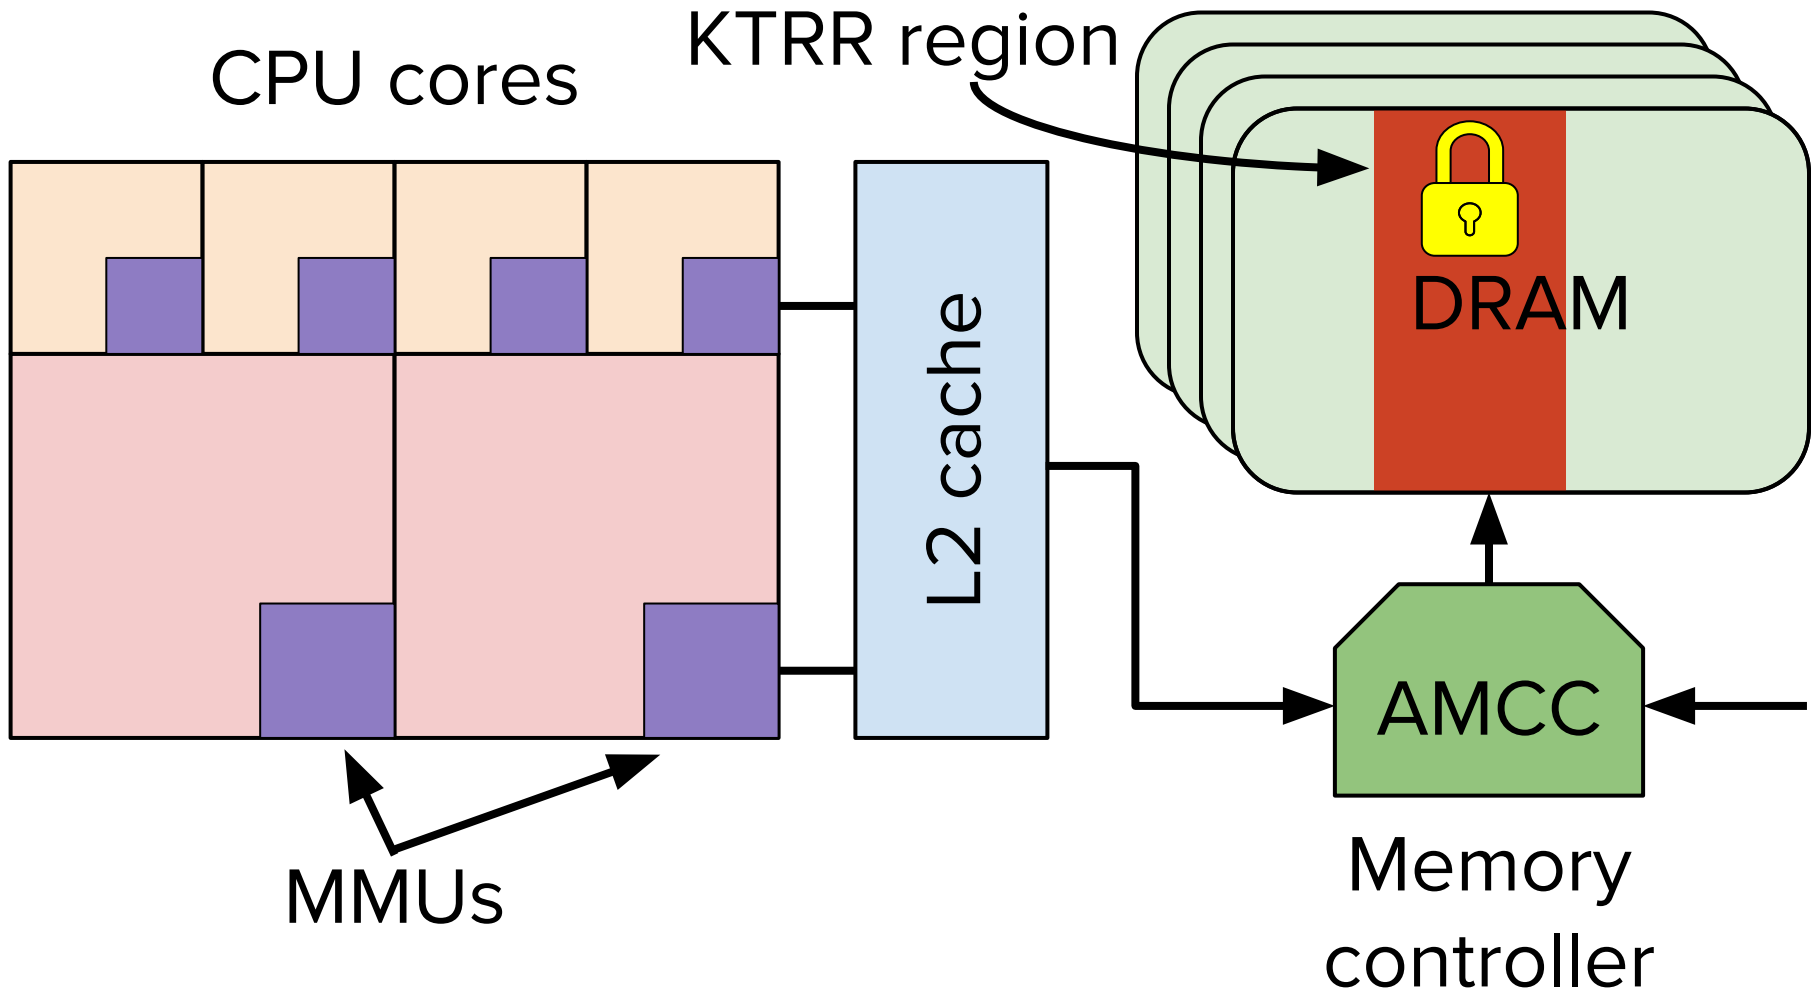 KTRR region
CPU cores
DRAM
L2 cache
AMCC
MMUs
Memory
controller